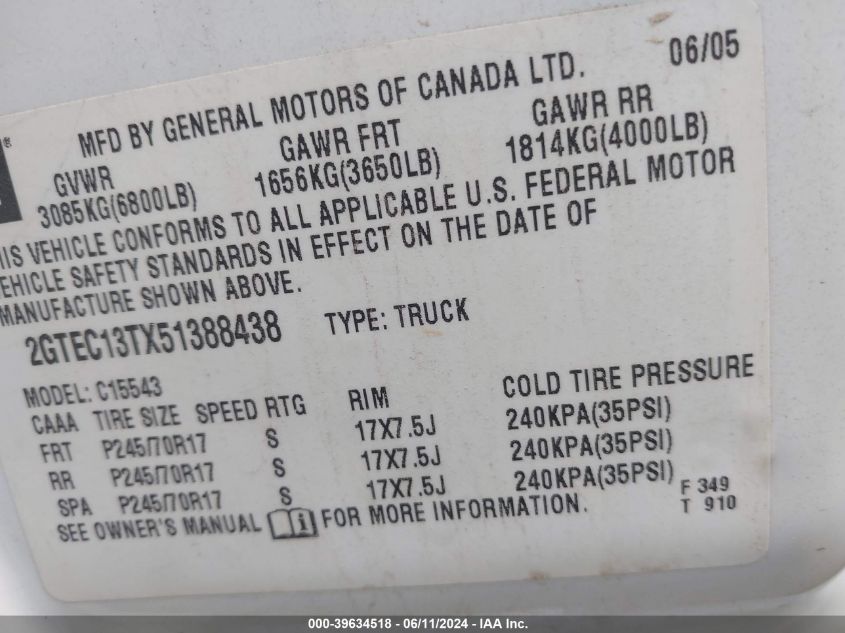 06/05
MFD BY GENERAL MOTORS OF CANADA LTD.
GVWR GAWR FRT GAWR RR
3085KG(6800LB) 1656KG(3650LB) 1814KG(4000LB)
HIS VEHICLE CONFORMS TO ALL APPLICABLE U.S. FEDERAL MOTOR
EHICLE SAFETY STANDARDS IN EFFECT ON THE DATE OF
MANUFACTURE SHOWN ABOVE.
2GTEC13TX51388438 TYPE: TRUCK
MODEL: C15543
CAAA TIRE SIZE SPEED RTG RIM COLD TIRE PRESSURE
FRT P245/70R17 S 17X7.5J 240KPA(35PSI)
RR P245/70R17 S 17X7.5J 240KPA(35PSI)
SPA P245/70R17 S 17X7.5J 240KPA(35PSI)
SEE OWNER'S MANUAL FOR MORE INFORMATION.
F 349
T 910
000-39634518 - 06/11/2024 - IAA Inc.